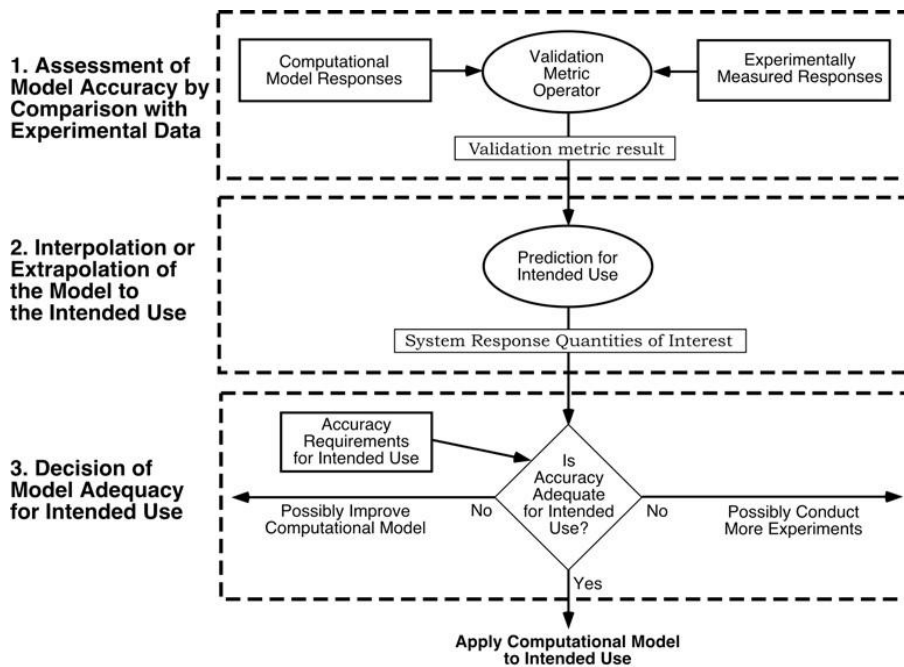 1. Assessment of
Model Accuracy by
Comparison with
Experimental Data
Computational
Model Responses
Validation
Metric
Operator
Experimentally
Measured Responses
Validation metric result
2. Interpolation or
Extrapolation of
the Model to
the Intended Use
Prediction for
Intended Use
System Response Quantities of Interest
3. Decision of
Model Adequacy
for Intended Use
Accuracy
Requirements
for Intended Use
Is
Accuracy
Adequate
for Intended
Use?
No
Possibly Improve
Computational Model
No
Possibly Conduct
More Experiments
Yes
Apply Computational Model
to Intended Use